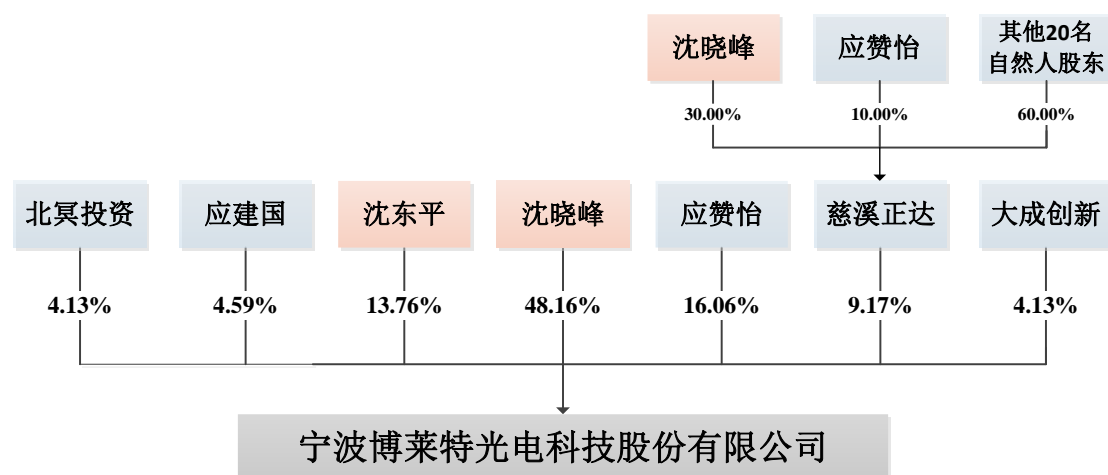 沈晓峰
应赞怡
其他20名
自然人股东
30.00%
10.00%
60.00%
北冥投资
应建国
沈东平
沈晓峰
应赞怡
慈溪正达
大成创新
4.13%
4.59%
13.76%
48.16%
16.06%
9.17%
4.13%
宁波博莱特光电科技股份有限公司